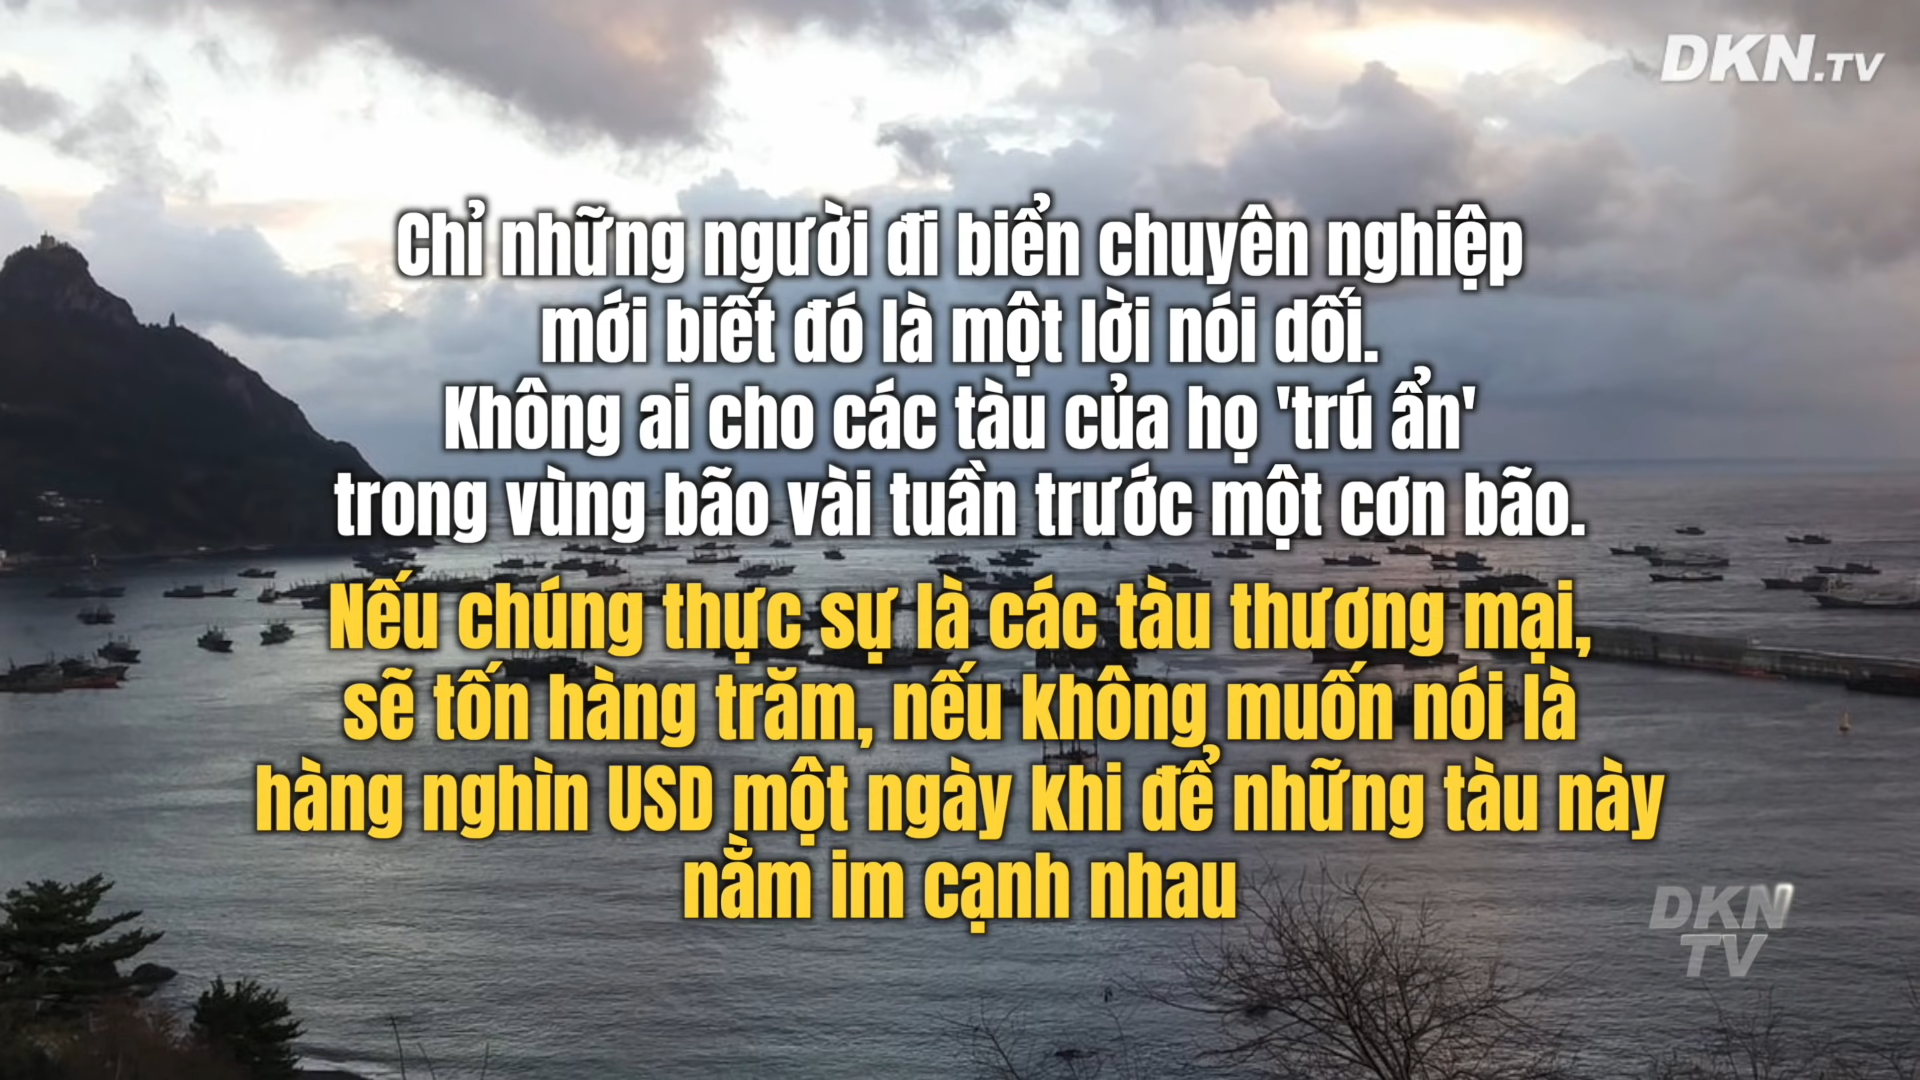 DKN.TV
Chỉ những người đi biển chuyên nghiệp
mới biết đó là một lời nói dối.
Không ai cho các tàu của họ 'trú ẩn'
trong vùng bão vài tuần trước một cơn bão.
Nếu chúng thực sự là các tàu thương mại,
sẽ tốn hàng trăm, nếu không muốn nói là
hàng nghìn USD một ngày khi để những tàu này
nằm im cạnh nhau
DKN
TV